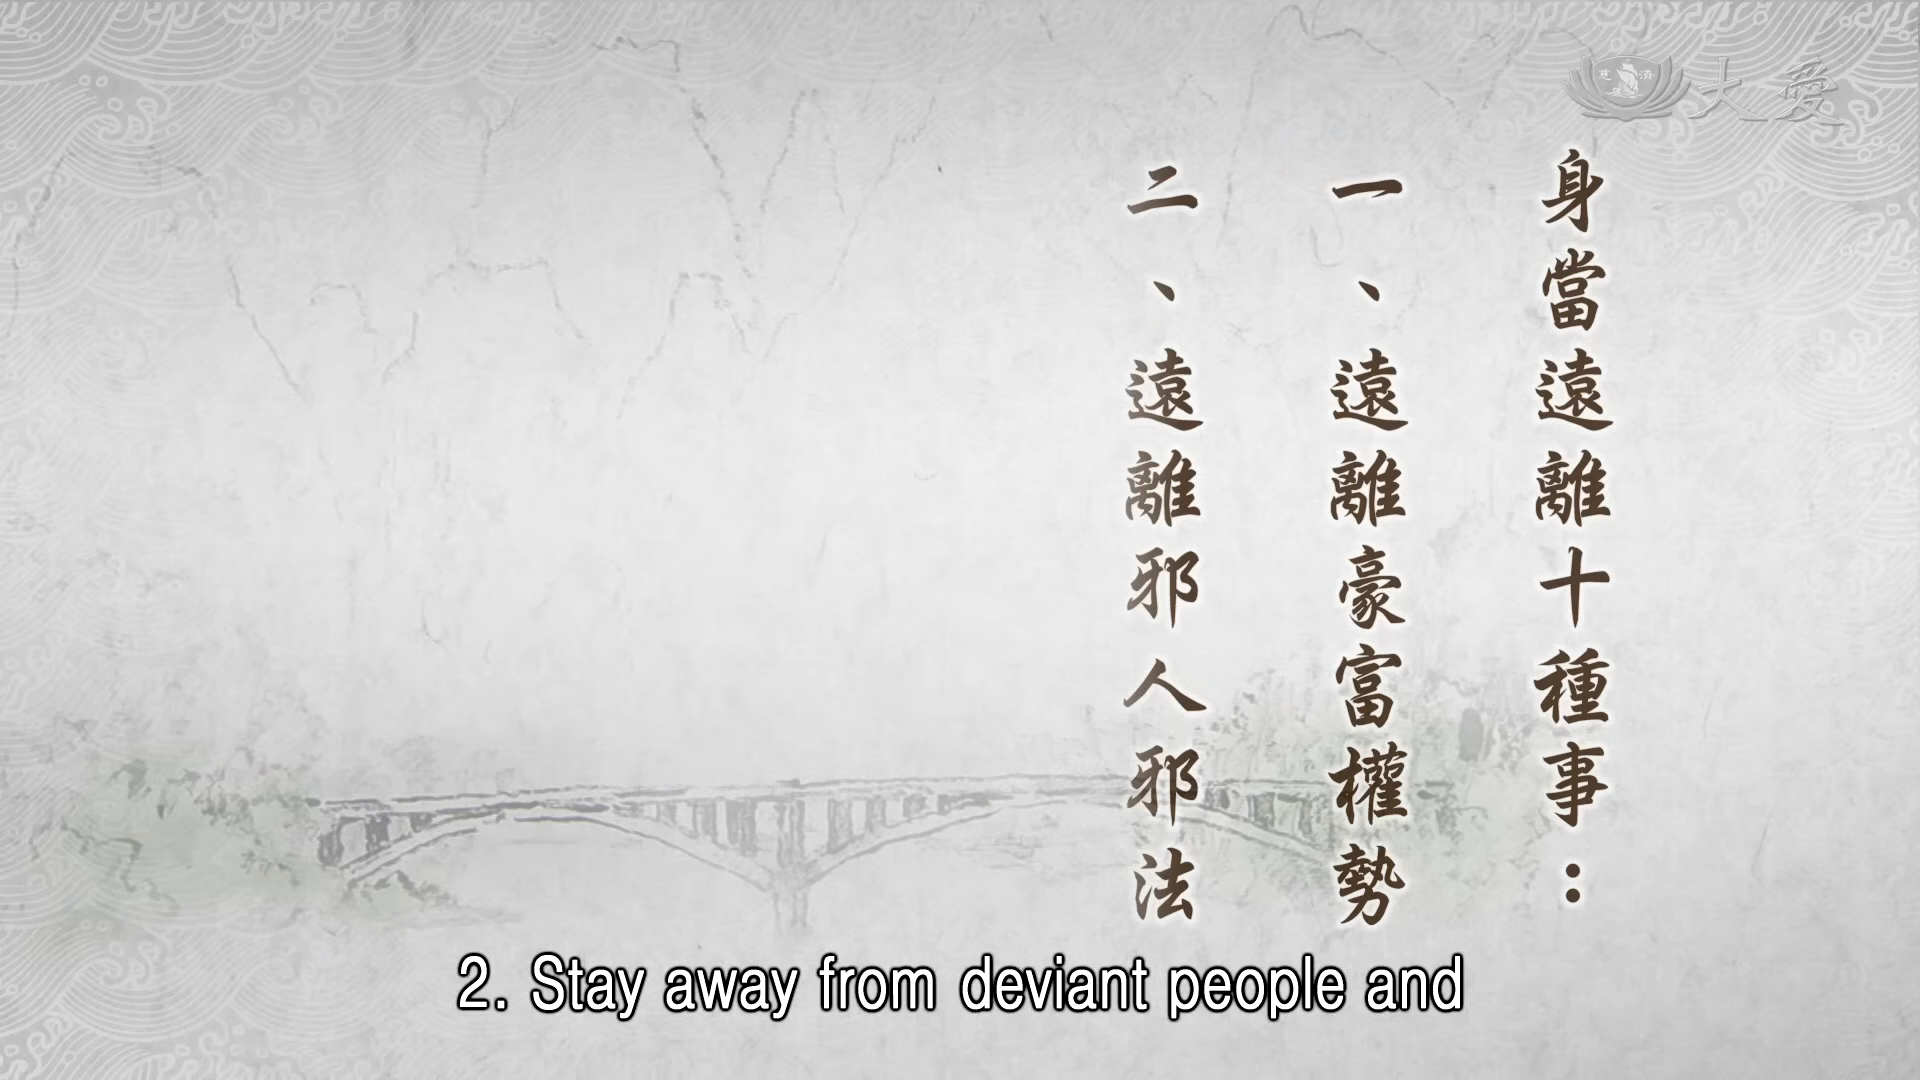 大愛
身當遠離十種事：
一、遠離豪富權勢
二、遠離邪人邪法
2. Stay away from deviant people and